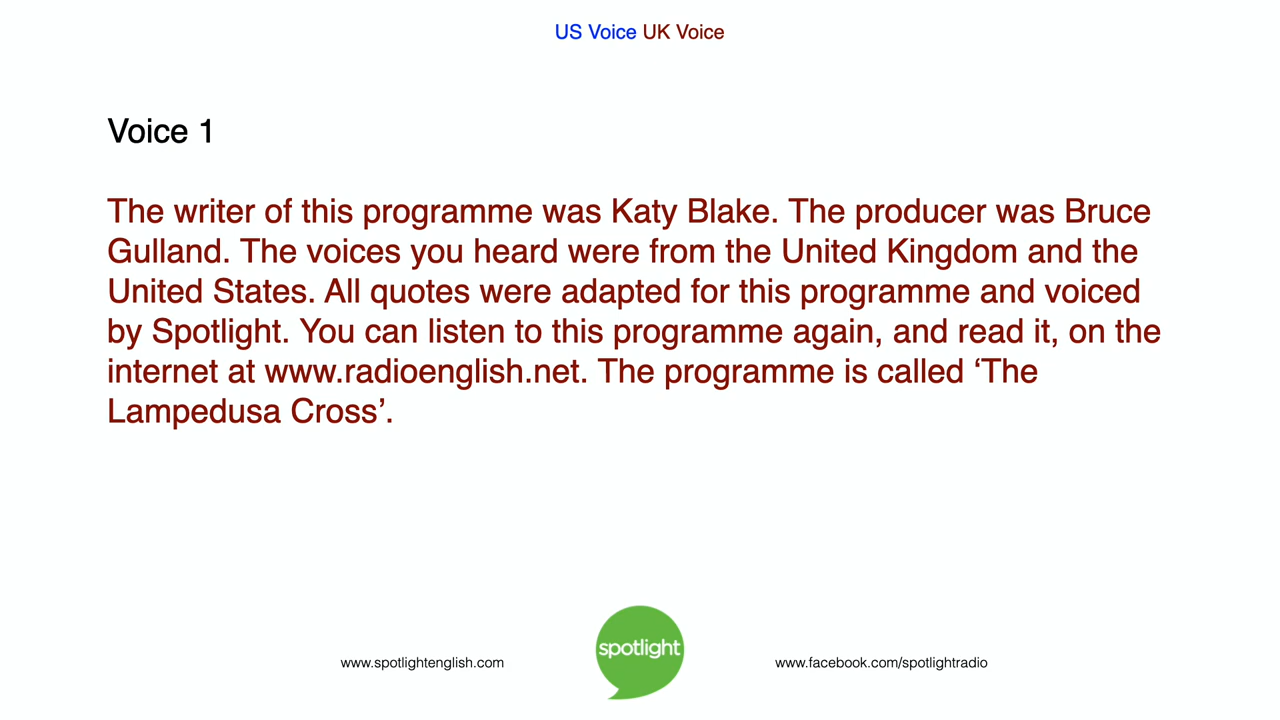 US Voice UK Voice
Voice 1
The writer of this programme was Katy Blake. The producer was Bruce
Gulland. The voices you heard were from the United Kingdom and the
United States. All quotes were adapted for this programme and voiced
by Spotlight. You can listen to this programme again, and read it, on the
internet at www.radioenglish.net. The programme is called ‘The
Lampedusa Cross’.
spotlight
www.spotlightenglish.com
www.facebook.com/spotlightradio